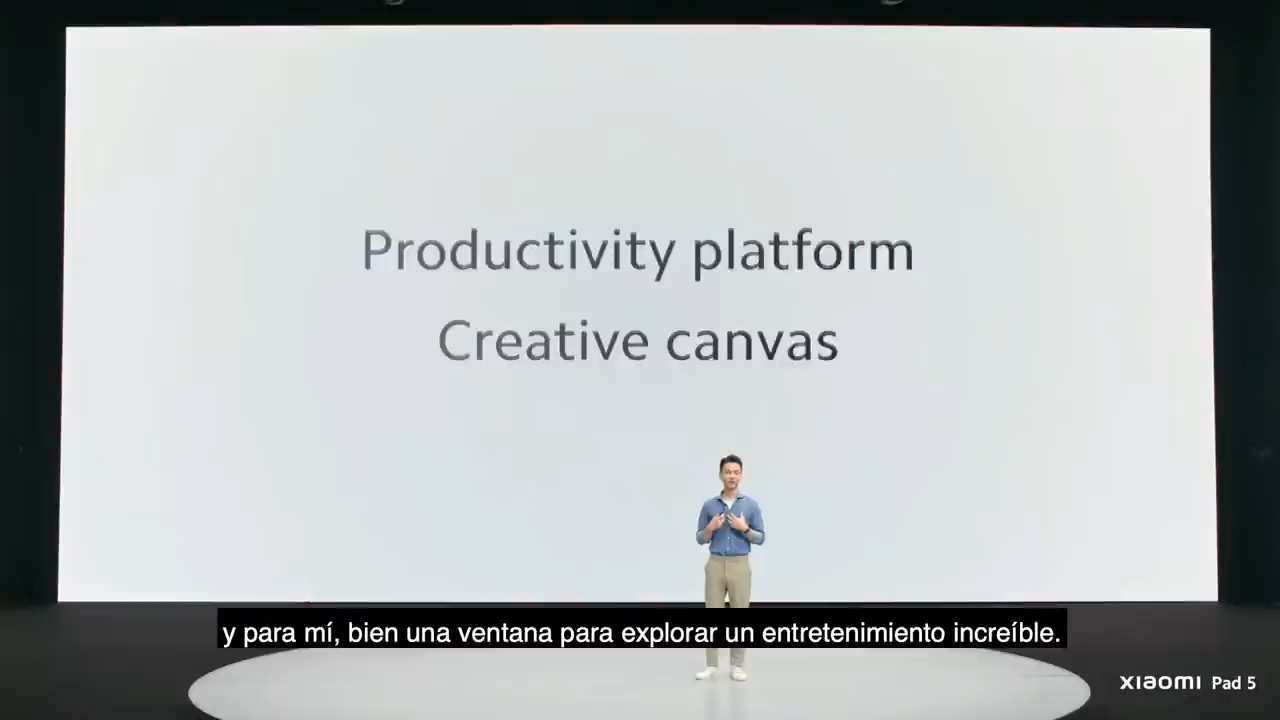 Productivity platform
Creative canvas
y para mí, bien una ventana para explorar un entretenimiento increíble.
xiaomi Pad 5